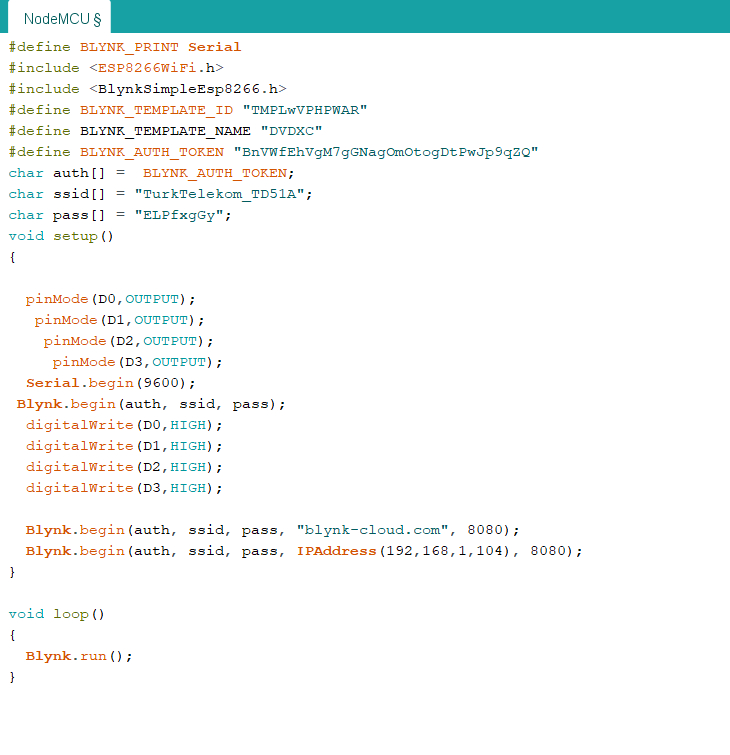 NodeMCU §
#define BLYNK_PRINT Serial
#include <ESP8266WiFi.h>
#include <BlynkSimpleEsp8266.h>
#define BLYNK_TEMPLATE_ID "TMPLwVPHPWAR"
#define BLYNK_TEMPLATE_NAME "DVDXC"
#define BLYNK_AUTH_TOKEN "BnVWfEhVgM7gGNagOmOtogDtPwJp9qZQ"
char auth[] =  BLYNK_AUTH_TOKEN;
char ssid[] = "TurkTelekom_TD51A";
char pass[] = "ELPfxgGy";
void setup()
{
pinMode(D0,OUTPUT);
pinMode(D1,OUTPUT);
pinMode(D2,OUTPUT);
pinMode(D3,OUTPUT);
Serial.begin(9600);
Blynk.begin(auth, ssid, pass);
digitalWrite(D0,HIGH);
digitalWrite(D1,HIGH);
digitalWrite(D2,HIGH);
digitalWrite(D3,HIGH);
Blynk.begin(auth, ssid, pass, "blynk-cloud.com", 8080);
Blynk.begin(auth, ssid, pass, IPAddress(192,168,1,104), 8080);
}
void loop()
{
Blynk.run();
}